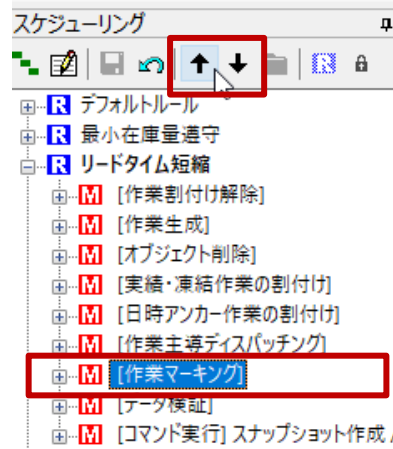 スケジューリング
R デフォルトルール
R 最小在庫量遵守
R リードタイム短縮
M [作業割付け解除]
M [作業生成]
M [オブジェクト削除]
M [実績・凍結作業の割付け]
M [日時アンカー作業の割付け]
M [作業主導ディスパッチング]
M [作業マーキング]
M [データ検証]
M [コマンド実行] スナップショット作成 /